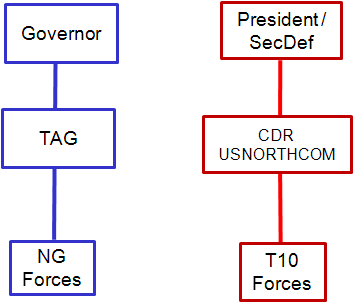 Governor
TAG
NG
Forces
President /
SecDef
CDR
USNORTHCOM
T10
Forces